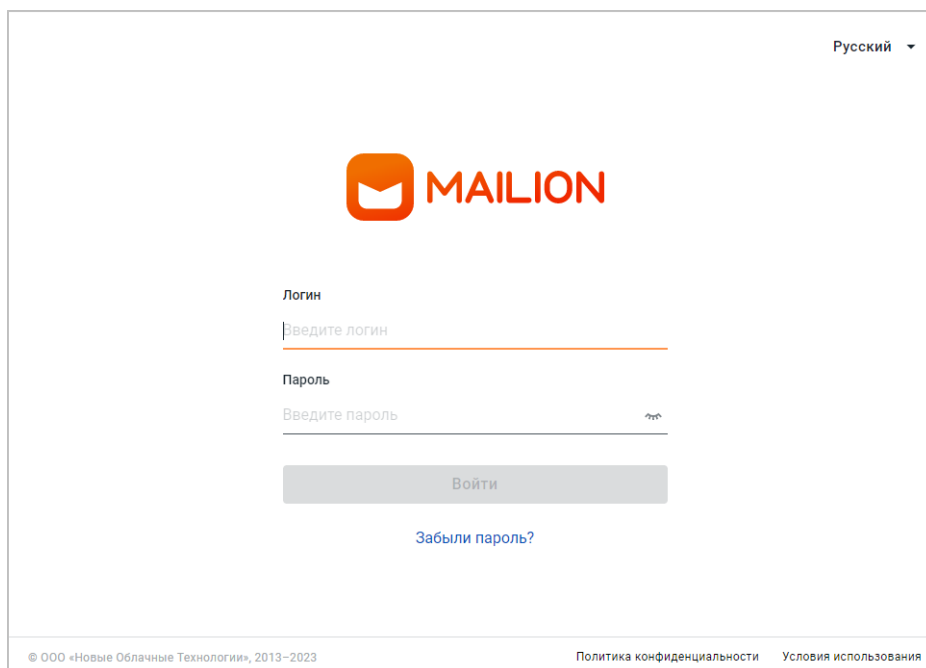 Русский
MAILION
Логин
Введите логин
Пароль
Введите пароль
Войти
Забыли пароль?
© ООО «Новые Облачные Технологии», 2013–2023 Политика конфиденциальности Условия использования